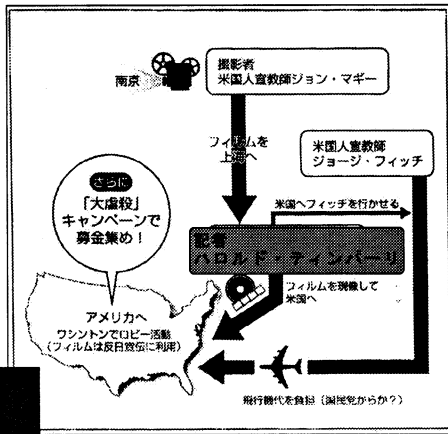 南京
撮影者
米国人宣教師ジョン・マギー
フィルムを
上海へ
米国人宣教師
ジョージ・フィッチ
さらに
「大虐殺」
キャンペーンで
募金集め！
米国へフィッチを行かせる
記者
ハロルド・ティンパーリ
フィルムを現像して
米国へ
アメリカへ
ワシントンでロビー活動
(フィルムは反日宣伝に利用)
飛行機代を負担（国民党からか？）